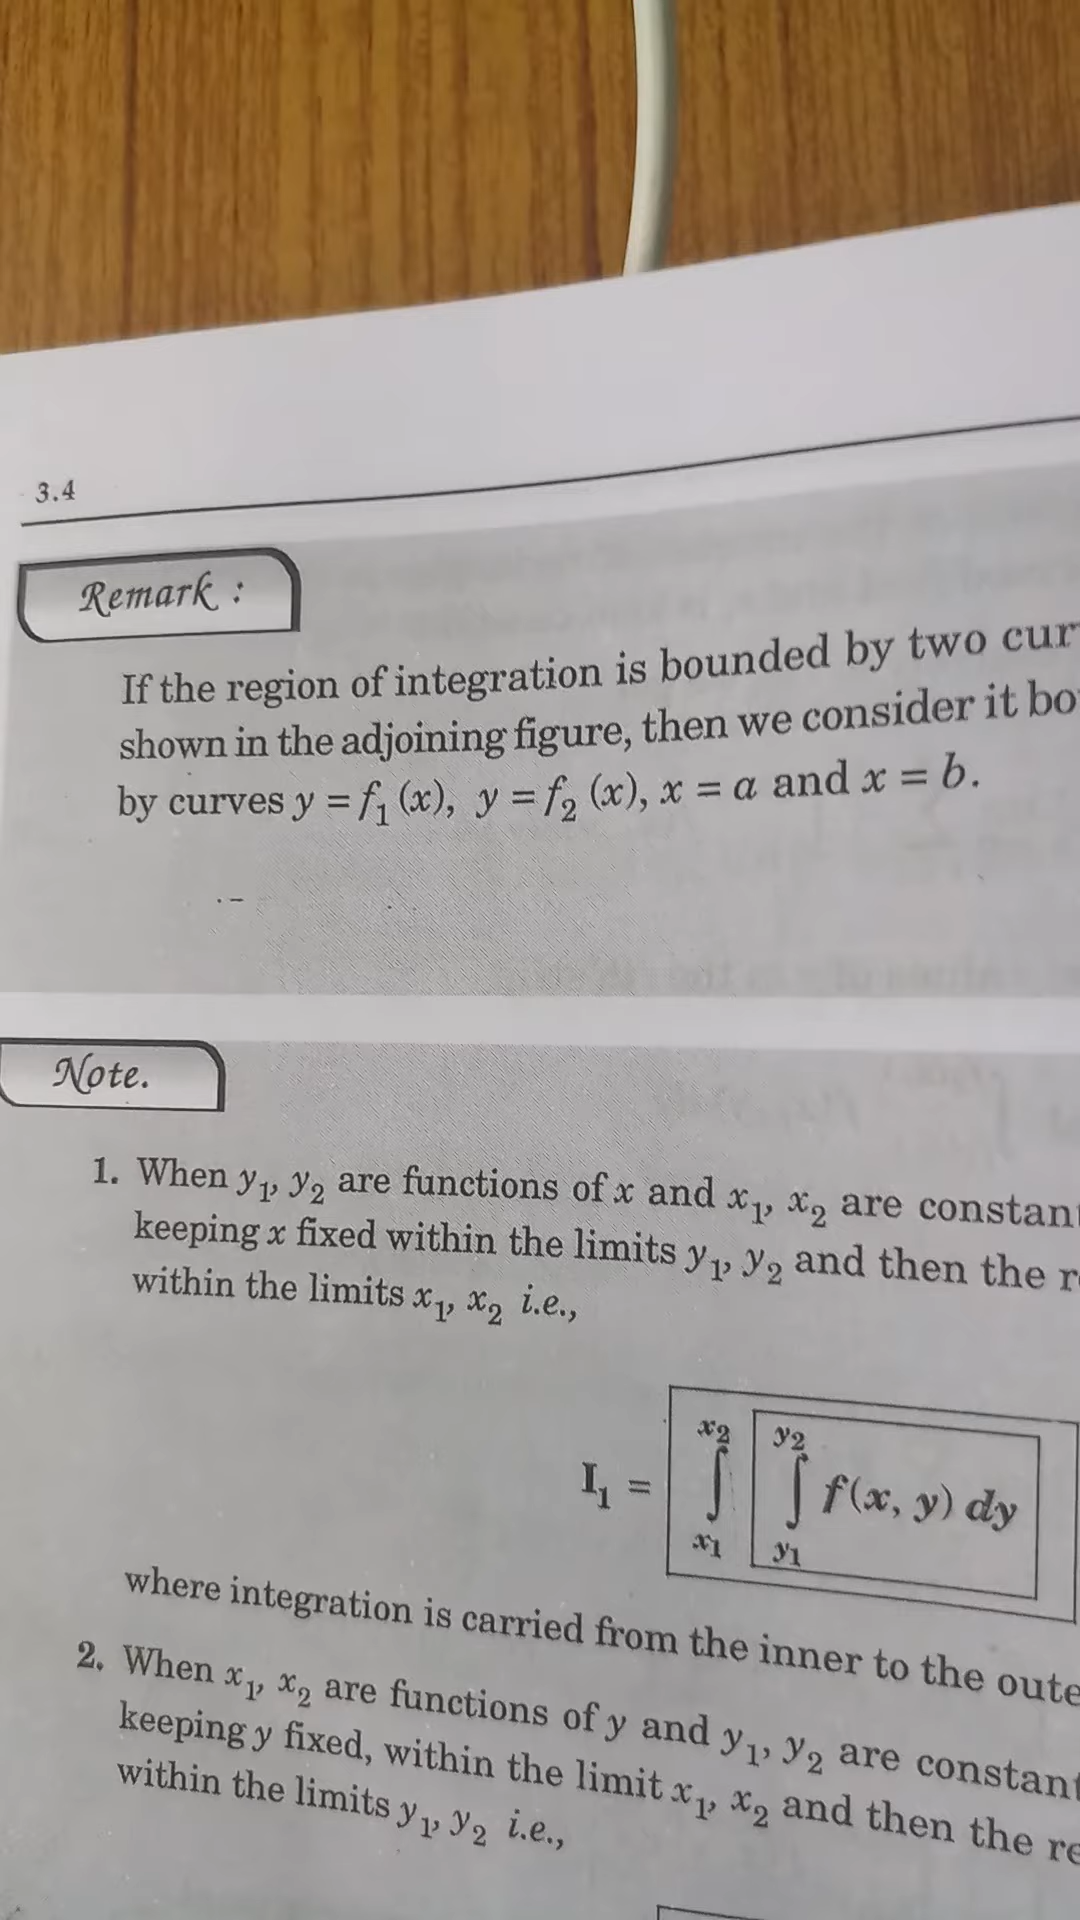 3.4
Remark :
If the region of integration is bounded by two cur
shown in the adjoining figure, then we consider it bo
by curves y = f₁ (x), y = f₂ (x), x = a and x = b.
Note.
1. When y₁, y₂ are functions of x and x₁, x₂ are constan
keeping x fixed within the limits y₁, y₂ and then the r
within the limits x₁, x₂ i.e.,
I₁ = ∫_{x₁}^{x₂} ∫_{y₁}^{y₂} f(x, y) dy
where integration is carried from the inner to the oute
2. When x₁, x₂ are functions of y and y₁, y₂ are constant
keeping y fixed, within the limit x₁, x₂ and then the re
within the limits y₁, y₂ i.e.,